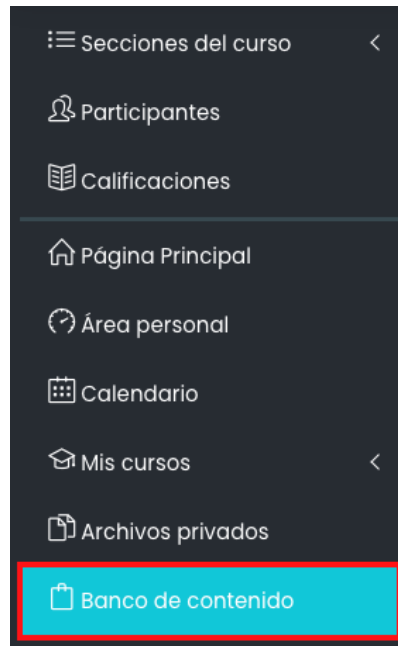 Secciones del curso
Participantes
Calificaciones
Página Principal
Área personal
Calendario
Mis cursos
Archivos privados
Banco de contenido